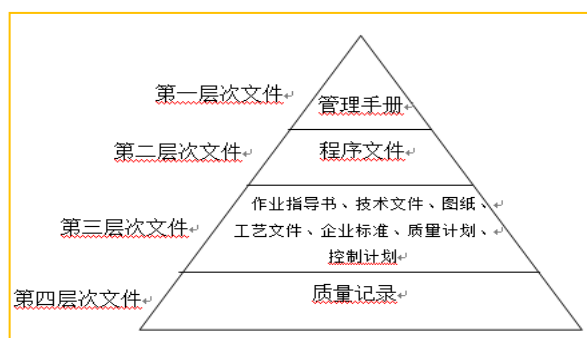 第一层次文件
管理手册
第二层次文件
程序文件
作业指导书、技术文件、图纸、
第三层次文件
工艺文件、企业标准、质量计划、
控制计划
第四层次文件
质量记录